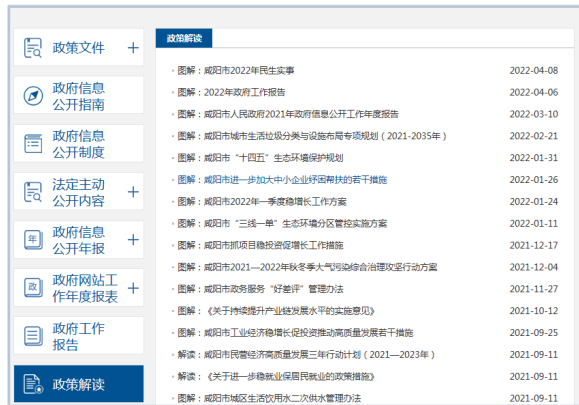 政策文件 +
政府信息
公开指南
政府信息
公开制度
法定主动
公开内容 +
年
政府信息
公开年报 +
政
政府网站工
作年度报表 +
政府工作
报告
政策解读
政策解读
· 图解：咸阳市2022年民生实事 2022-04-08
· 图解：2022年政府工作报告 2022-04-06
· 图解：咸阳市人民政府2021年政府信息公开工作年度报告 2022-03-10
· 图解：咸阳市城市生活垃圾分类与设施布局专项规划（2021-2035年） 2022-02-21
· 图解：咸阳市“十四五”生态环境保护规划 2022-01-31
· 图解：咸阳市进一步加大中小企业纾困帮扶的若干措施 2022-01-26
· 图解：咸阳市2022年一季度稳增长工作方案 2022-01-24
· 图解：咸阳市“三线一单”生态环境分区管控实施方案 2022-01-11
· 图解：咸阳市抓项目稳投资促增长工作措施 2021-12-17
· 图解：咸阳市2021—2022年秋冬季大气污染综合治理攻坚行动方案 2021-12-04
· 图解：咸阳市政务服务“好差评”管理办法 2021-11-27
· 图解：《关于持续提升产业链发展水平的实施意见》 2021-10-12
· 图解：咸阳市工业经济稳增长促投资推动高质量发展若干措施 2021-09-25
· 解读：咸阳市民营经济高质量发展三年行动计划（2021—2023年） 2021-09-11
· 解读：《关于进一步稳就业保居民就业的政策措施》 2021-09-11
· 图解：咸阳市城区生活饮用水二次供水管理办法 2021-09-11